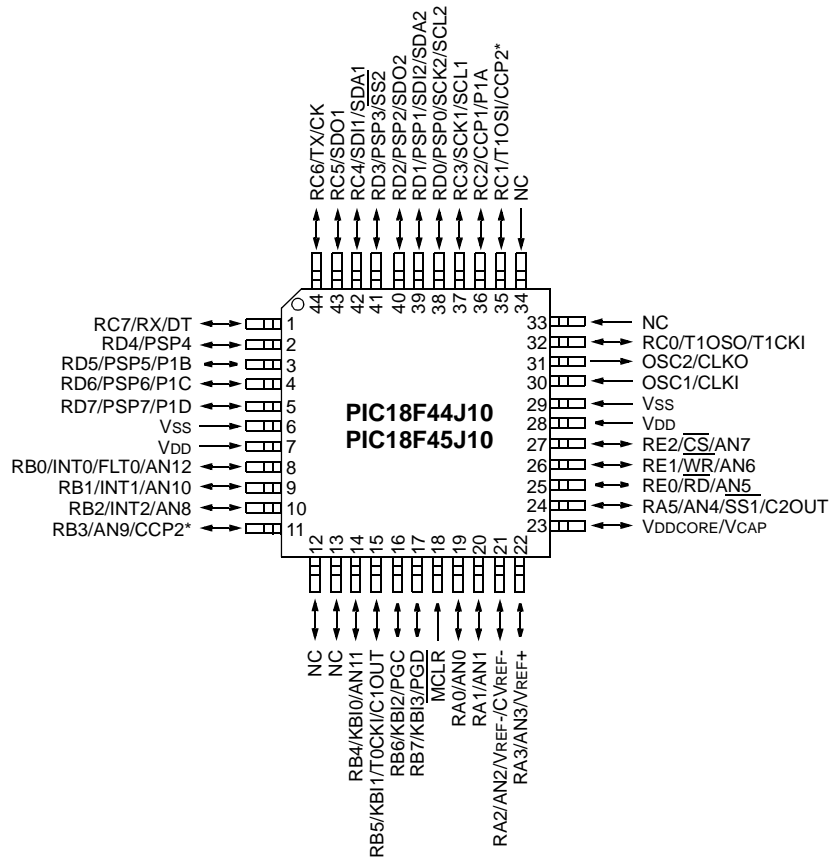 RC6/TX/CK
RC5/SDO1
RC4/SDI1/SDA1
RD3/PSP3/SS2
RD2/PSP2/SDO2
RD1/PSP1/SDI2/SDA2
RD0/PSP0/SCK2/SCL2
RC3/SCK1/SCL1
RC2/CCP1/P1A
RC1/T1OSI/CCP2*
NC
44
43
42
41
40
39
38
37
36
35
34
RC7/RX/DT 1
RD4/PSP4 2
RD5/PSP5/P1B 3
RD6/PSP6/P1C 4
RD7/PSP7/P1D 5
VSS 6
VDD 7
RB0/INT0/FLT0/AN12 8
RB1/INT1/AN10 9
RB2/INT2/AN8 10
RB3/AN9/CCP2* 11
PIC18F44J10
PIC18F45J10
33 NC
32 RC0/T1OSO/T1CKI
31 OSC2/CLKO
30 OSC1/CLKI
29 VSS
28 VDD
27 RE2/CS/AN7
26 RE1/WR/AN6
25 RE0/RD/AN5
24 RA5/AN4/SS1/C2OUT
23 VDDCORE/VCAP
12
13
14
15
16
17
18
19
20
21
22
NC
NC
RB4/KBI0/AN11
RB5/KBI1/T0CKI/C1OUT
RB6/KBI2/PGC
RB7/KBI3/PGD
MCLR
RA0/AN0
RA1/AN1
RA2/AN2/VREF-/CVREF-
RA3/AN3/VREF+